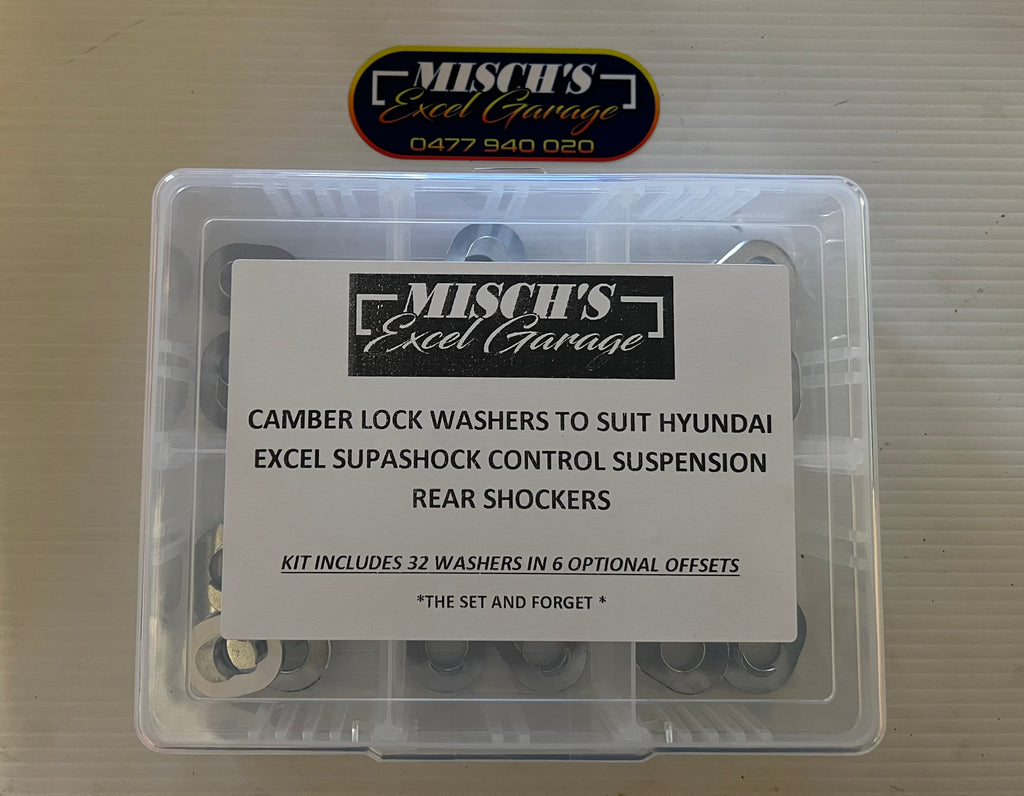 MISCH'S
Excel Garage
0477 940 020
MISCH'S
Excel Garage
CAMBER LOCK WASHERS TO SUIT HYUNDAI
EXCEL SUPASHOCK CONTROL SUSPENSION
REAR SHOCKERS
KIT INCLUDES 32 WASHERS IN 6 OPTIONAL OFFSETS
*THE SET AND FORGET *